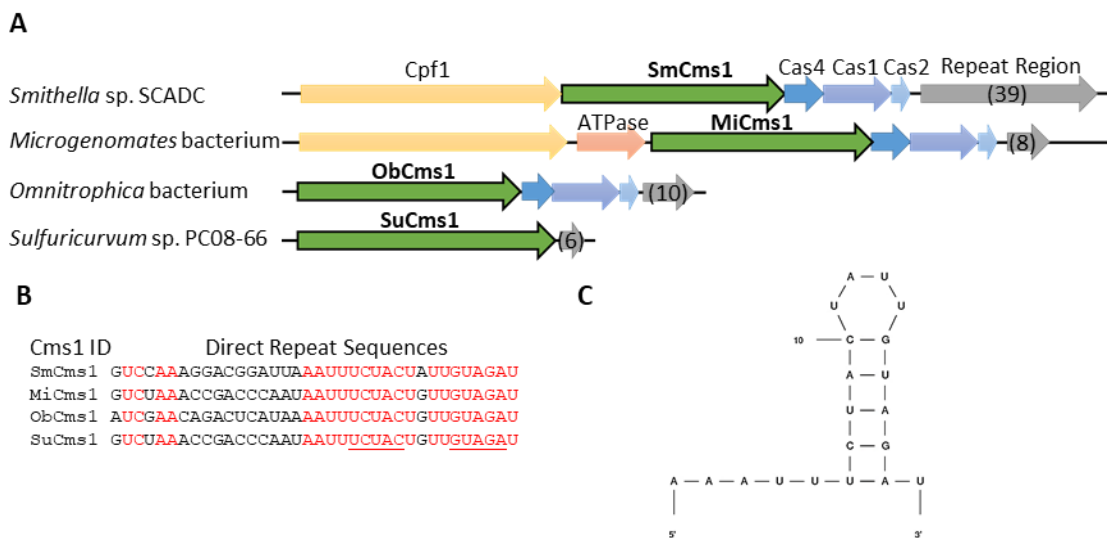 A
Cpf1 SmCms1 Cas4 Cas1 Cas2 Repeat Region
Smithella sp. SCADC (39)
ATPase MiCms1
Microgenomates bacterium (8)
ObCms1
Omnitrophica bacterium (10)
SuCms1
Sulfuricurvum sp. PC08-66 (6)
B
Cms1 ID Direct Repeat Sequences
SmCms1 GUCCAAAGGACGGAUUAAAUUUCUACUAUUGUAGAU
MiCms1 GUCUAAACCGACCCAAUAAUUUCUACUGUUGUAGAU
ObCms1 AUCGAACAGACUCAUAAAAUUUCUACUGUUGUAGAU
SuCms1 GUCUAAACCGACCCAAUAAUUUCUACUGUUGUAGAU
C
A U
U U
10 C G
A U
U A
C G
A A A U U U U A U
5' 3'